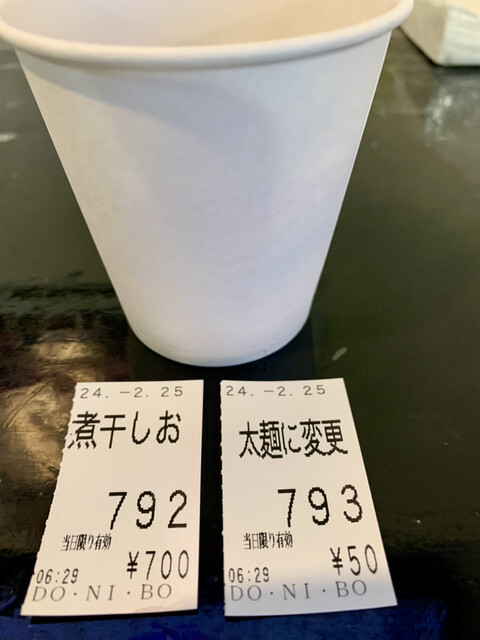 24.-2.25
煮干しお
792
当日限り有効
¥700
06:29
DO・NI・BO
24.-2.25
太麺に変更
793
当日限り有効
¥50
06:29
DO・NI・BO